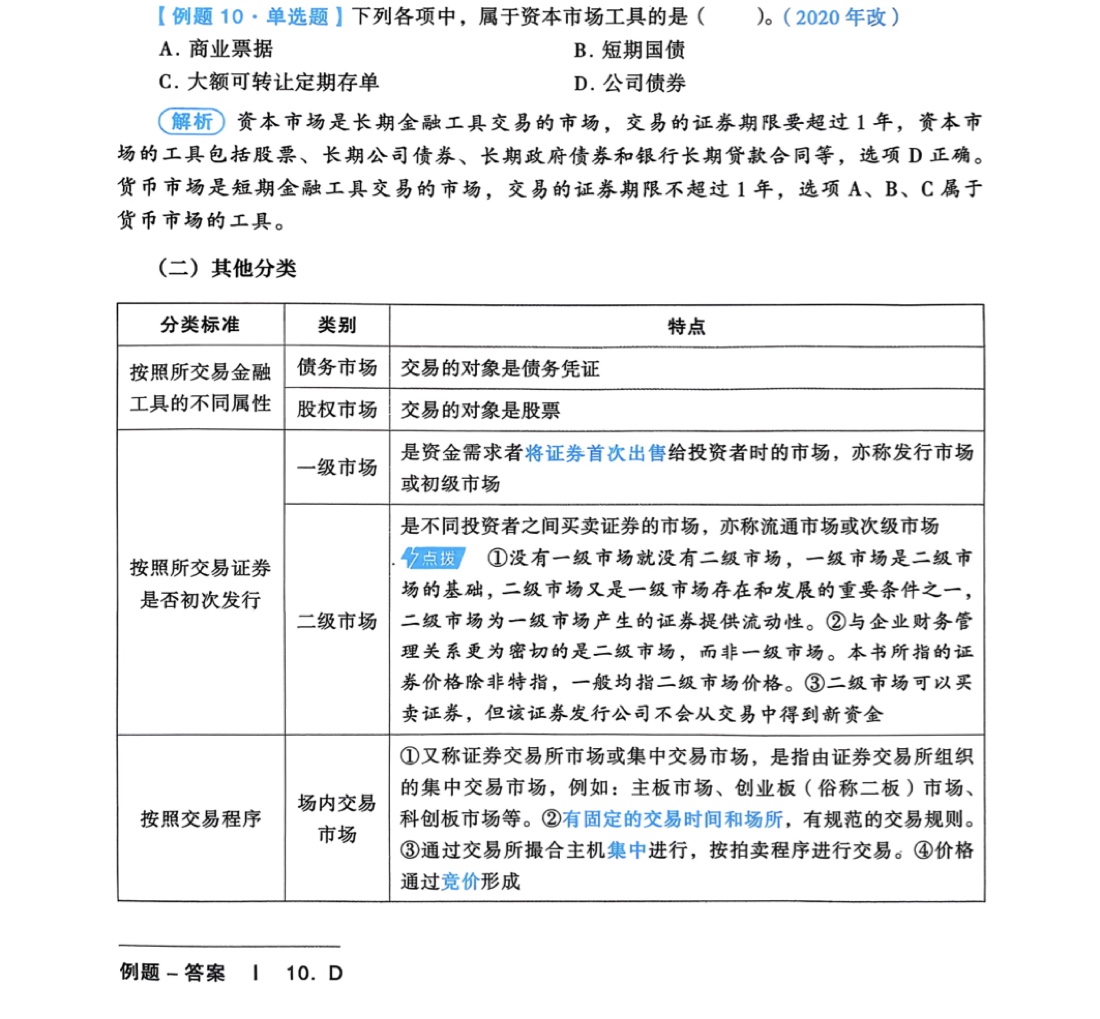 【例题 10·单选题】下列各项中，属于资本市场工具的是（　　）。（2020 年改）
A. 商业票据　　B. 短期国债
C. 大额可转让定期存单　　D. 公司债券
解析　资本市场是长期金融工具交易的市场，交易的证券期限要超过 1 年，资本市
场的工具包括股票、长期公司债券、长期政府债券和银行长期贷款合同等，选项 D 正确。
货币市场是短期金融工具交易的市场，交易的证券期限不超过 1 年，选项 A、B、C 属于
货币市场的工具。
（二）其他分类
分类标准　类别　特点
按照所交易金融
工具的不同属性
债务市场　交易的对象是债务凭证
股权市场　交易的对象是股票
按照所交易证券
是否初次发行
一级市场
是资金需求者将证券首次出售给投资者时的市场，亦称发行市场
或初级市场
二级市场
是不同投资者之间买卖证券的市场，亦称流通市场或次级市场
点拨　①没有一级市场就没有二级市场，一级市场是二级市
场的基础，二级市场又是一级市场存在和发展的重要条件之一，
二级市场为一级市场产生的证券提供流动性。②与企业财务管
理关系更为密切的是二级市场，而非一级市场。本书所指的证
券价格除非特指，一般均指二级市场价格。③二级市场可以买
卖证券，但该证券发行公司不会从交易中得到新资金
按照交易程序
场内交易
市场
①又称证券交易所市场或集中交易市场，是指由证券交易所组织
的集中交易市场，例如：主板市场、创业板（俗称二板）市场、
科创板市场等。②有固定的交易时间和场所，有规范的交易规则。
③通过交易所撮合主机集中进行，按拍卖程序进行交易。④价格
通过竞价形成
例题－答案　|　10. D